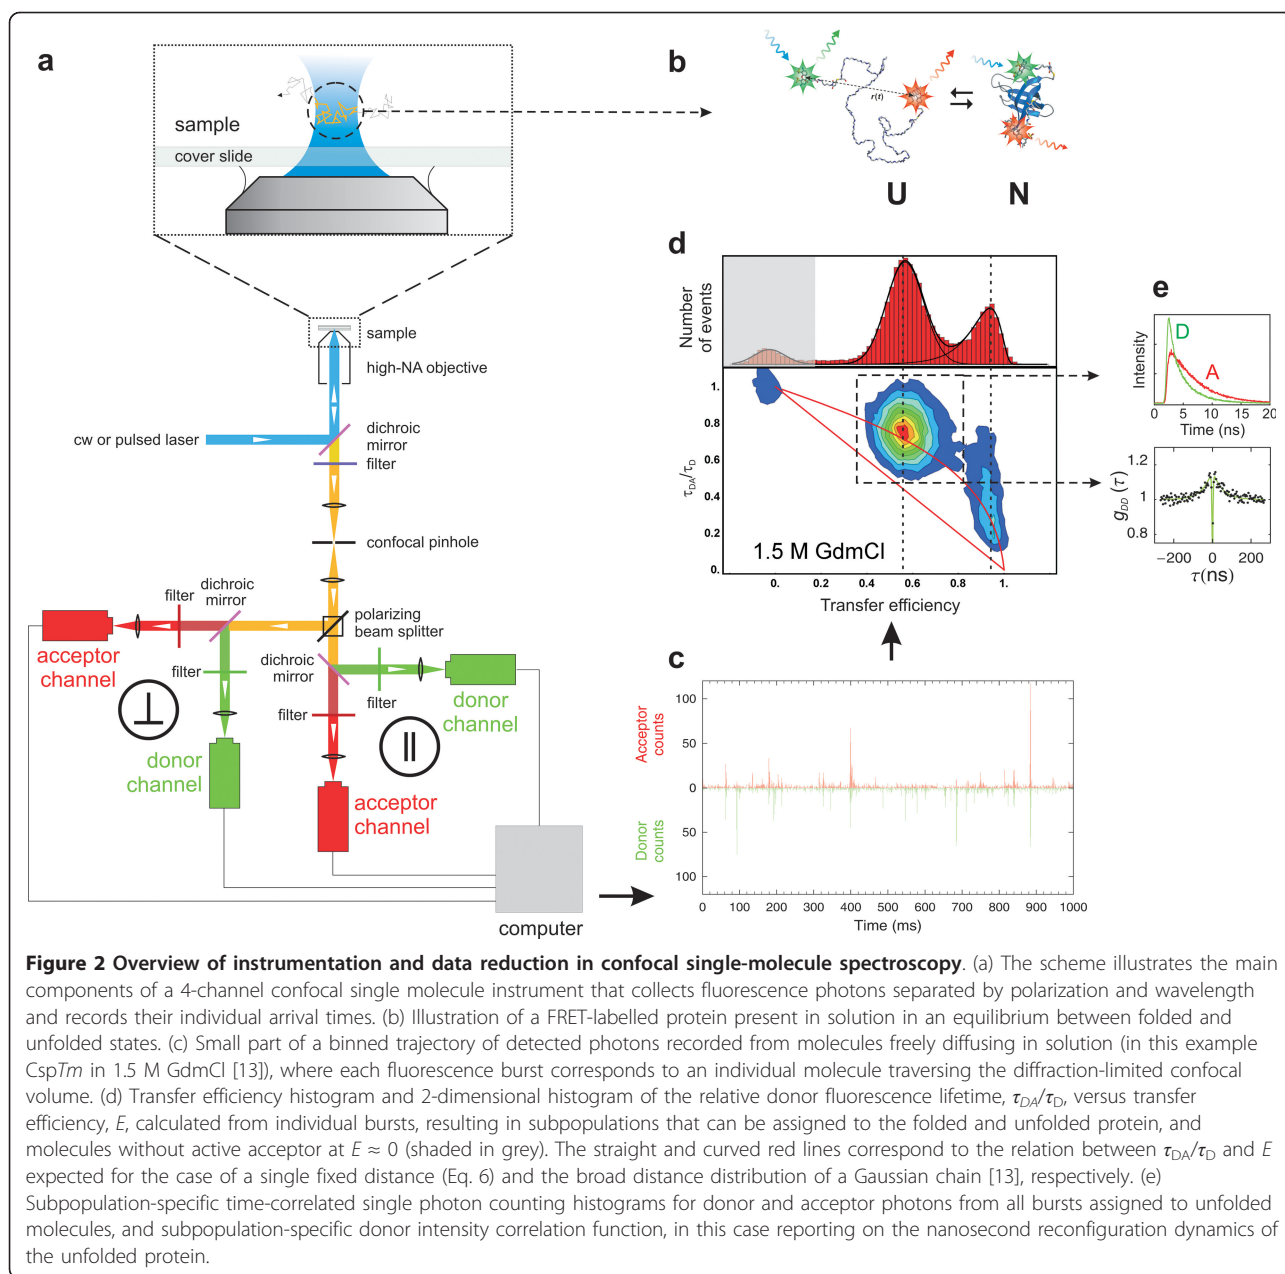 a
sample
cover slide
sample
high-NA objective
cw or pulsed laser
dichroic
mirror
filter
confocal pinhole
dichroic
mirror
filter
polarizing
beam splitter
acceptor
channel
filter
dichroic
mirror
filter
donor
channel
filter
⊥
||
donor
channel
acceptor
channel
computer
b
r(t)
U
N
d
Number
of events
1.
0.8
0.6
0.4
0.2
0.
τDA/τD
1.5 M GdmCl
0. 0.2 0.4 0.6 0.8 1.
Transfer efficiency
e
Intensity
D
A
0 5 10 15 20
Time (ns)
gDD (τ)
1.2
1.0
0.8
−200 0 200
τ(ns)
c
Acceptor
counts
Donor
counts
100
50
0
50
100
0 100 200 300 400 500 600 700 800 900 1000
Time (ms)
Figure 2 Overview of instrumentation and data reduction in confocal single-molecule spectroscopy. (a) The scheme illustrates the main
components of a 4-channel confocal single molecule instrument that collects fluorescence photons separated by polarization and wavelength
and records their individual arrival times. (b) Illustration of a FRET-labelled protein present in solution in an equilibrium between folded and
unfolded states. (c) Small part of a binned trajectory of detected photons recorded from molecules freely diffusing in solution (in this example
CspTm in 1.5 M GdmCl [13]), where each fluorescence burst corresponds to an individual molecule traversing the diffraction-limited confocal
volume. (d) Transfer efficiency histogram and 2-dimensional histogram of the relative donor fluorescence lifetime, τDA/τD, versus transfer
efficiency, E, calculated from individual bursts, resulting in subpopulations that can be assigned to the folded and unfolded protein, and
molecules without active acceptor at E ≈ 0 (shaded in grey). The straight and curved red lines correspond to the relation between τDA/τD and E
expected for the case of a single fixed distance (Eq. 6) and the broad distance distribution of a Gaussian chain [13], respectively. (e)
Subpopulation-specific time-correlated single photon counting histograms for donor and acceptor photons from all bursts assigned to unfolded
molecules, and subpopulation-specific donor intensity correlation function, in this case reporting on the nanosecond reconfiguration dynamics of
the unfolded protein.